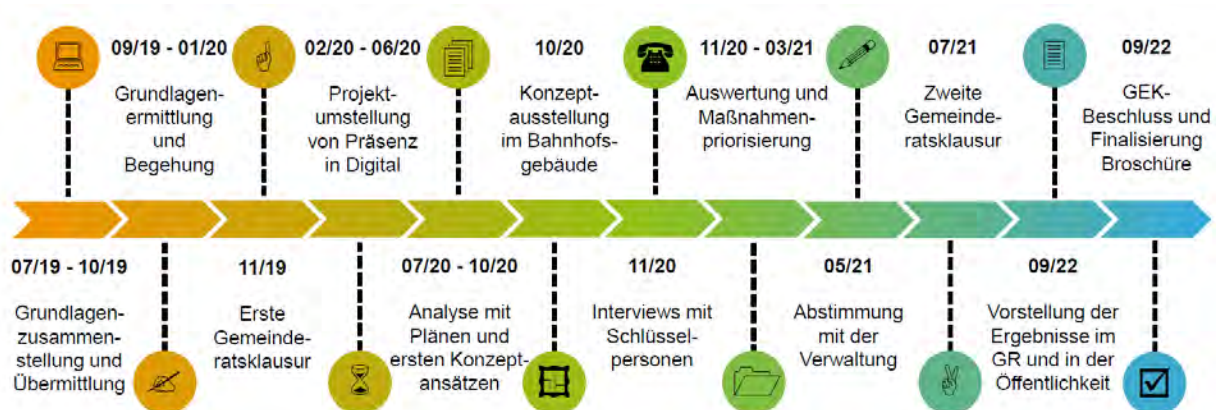 09/19 - 01/20
Grundlagen-
ermittlung
und
Begehung
02/20 - 06/20
Projekt-
umstellung
von Präsenz
in Digital
10/20
Konzept-
ausstellung
im Bahnhofs-
gebäude
11/20 - 03/21
Auswertung und
Maßnahmen-
priorisierung
07/21
Zweite
Gemeinde-
ratsklausur
09/22
GEK-
Beschluss und
Finalisierung
Broschüre
07/19 - 10/19
Grundlagen-
zusammen-
stellung und
Übermittlung
11/19
Erste
Gemeinde-
ratsklausur
07/20 - 10/20
Analyse mit
Plänen und
ersten Konzept-
ansätzen
11/20
Interviews mit
Schlüssel-
personen
05/21
Abstimmung
mit der
Verwaltung
09/22
Vorstellung der
Ergebnisse im
GR und in der
Öffentlichkeit